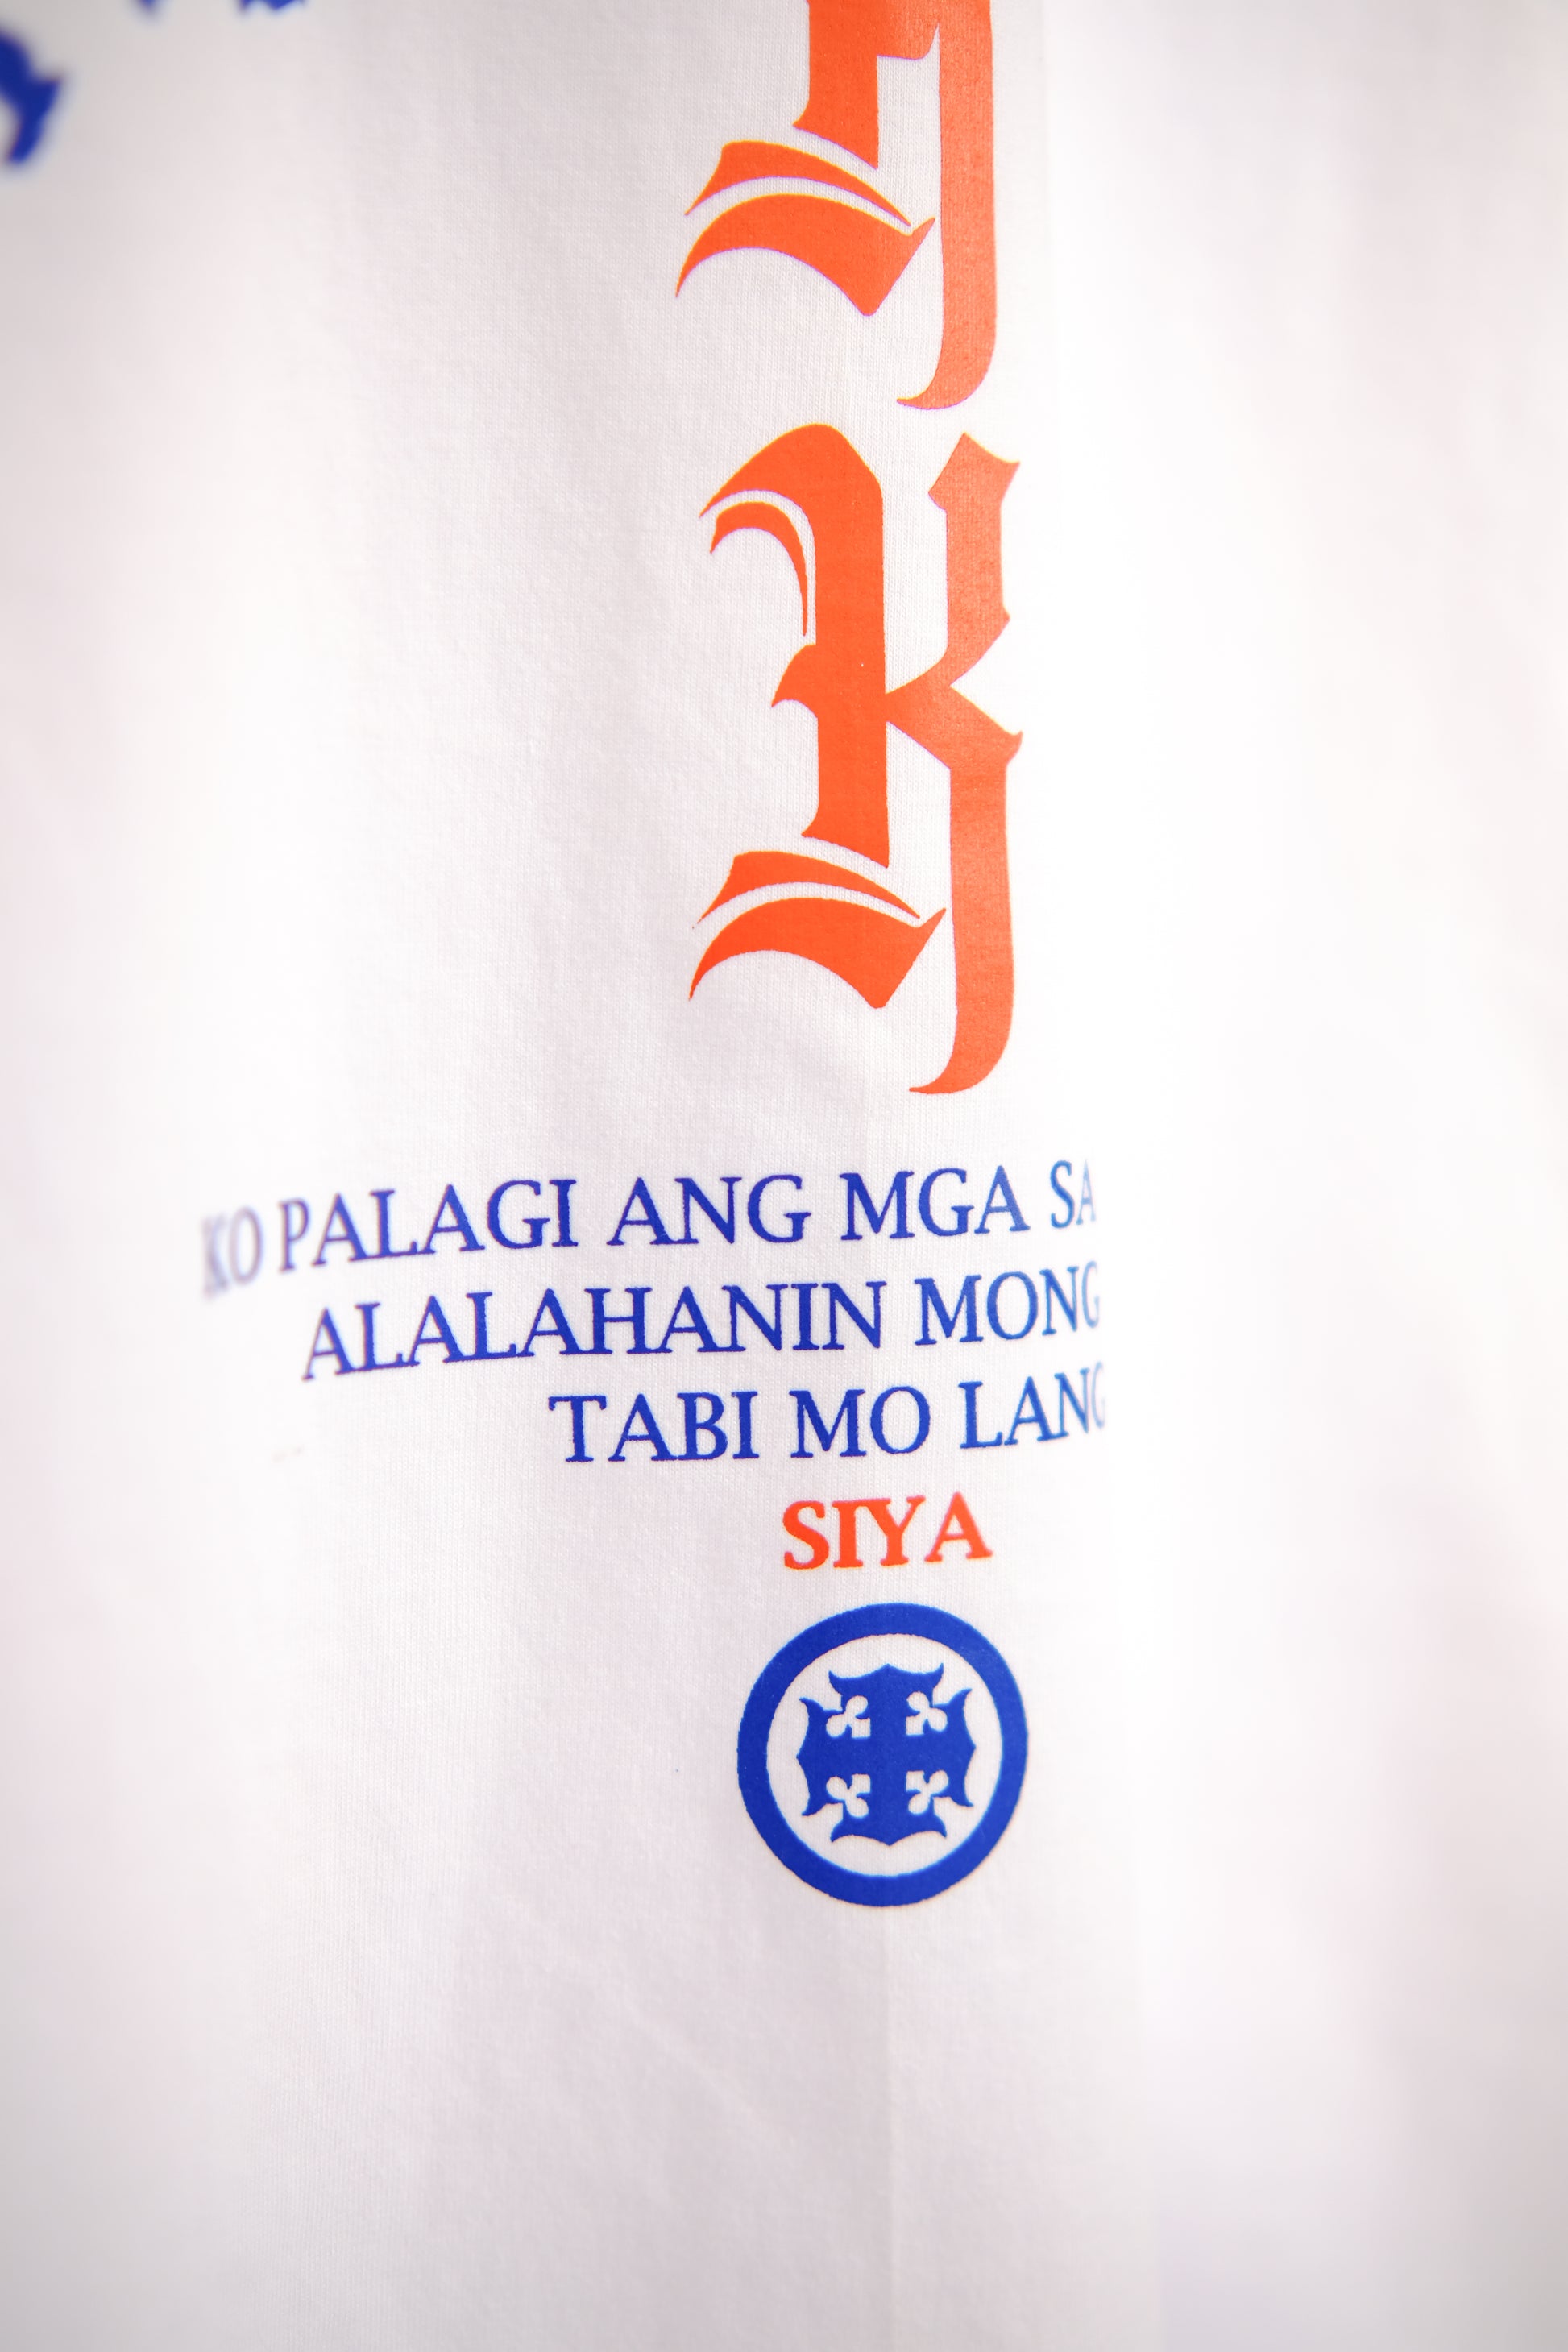 K
KO PALAGI ANG MGA SA
ALALAHANIN MONG
TABI MO LANG
SIYA